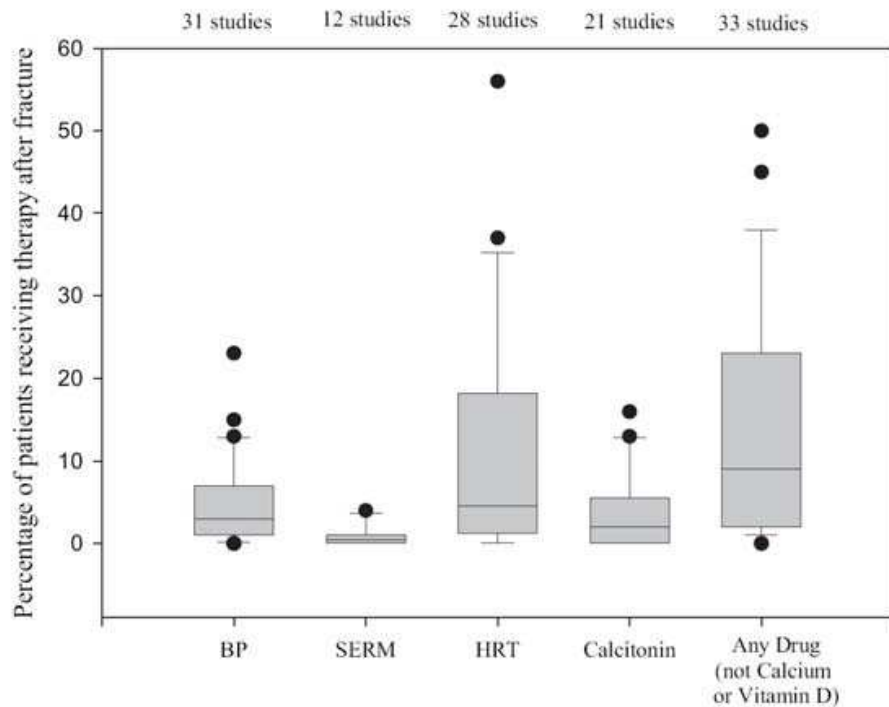 31 studies 12 studies 28 studies 21 studies 33 studies
Percentage of patients receiving therapy after fracture
60
50
40
30
20
10
0
BP SERM HRT Calcitonin Any Drug
(not Calcium
or Vitamin D)